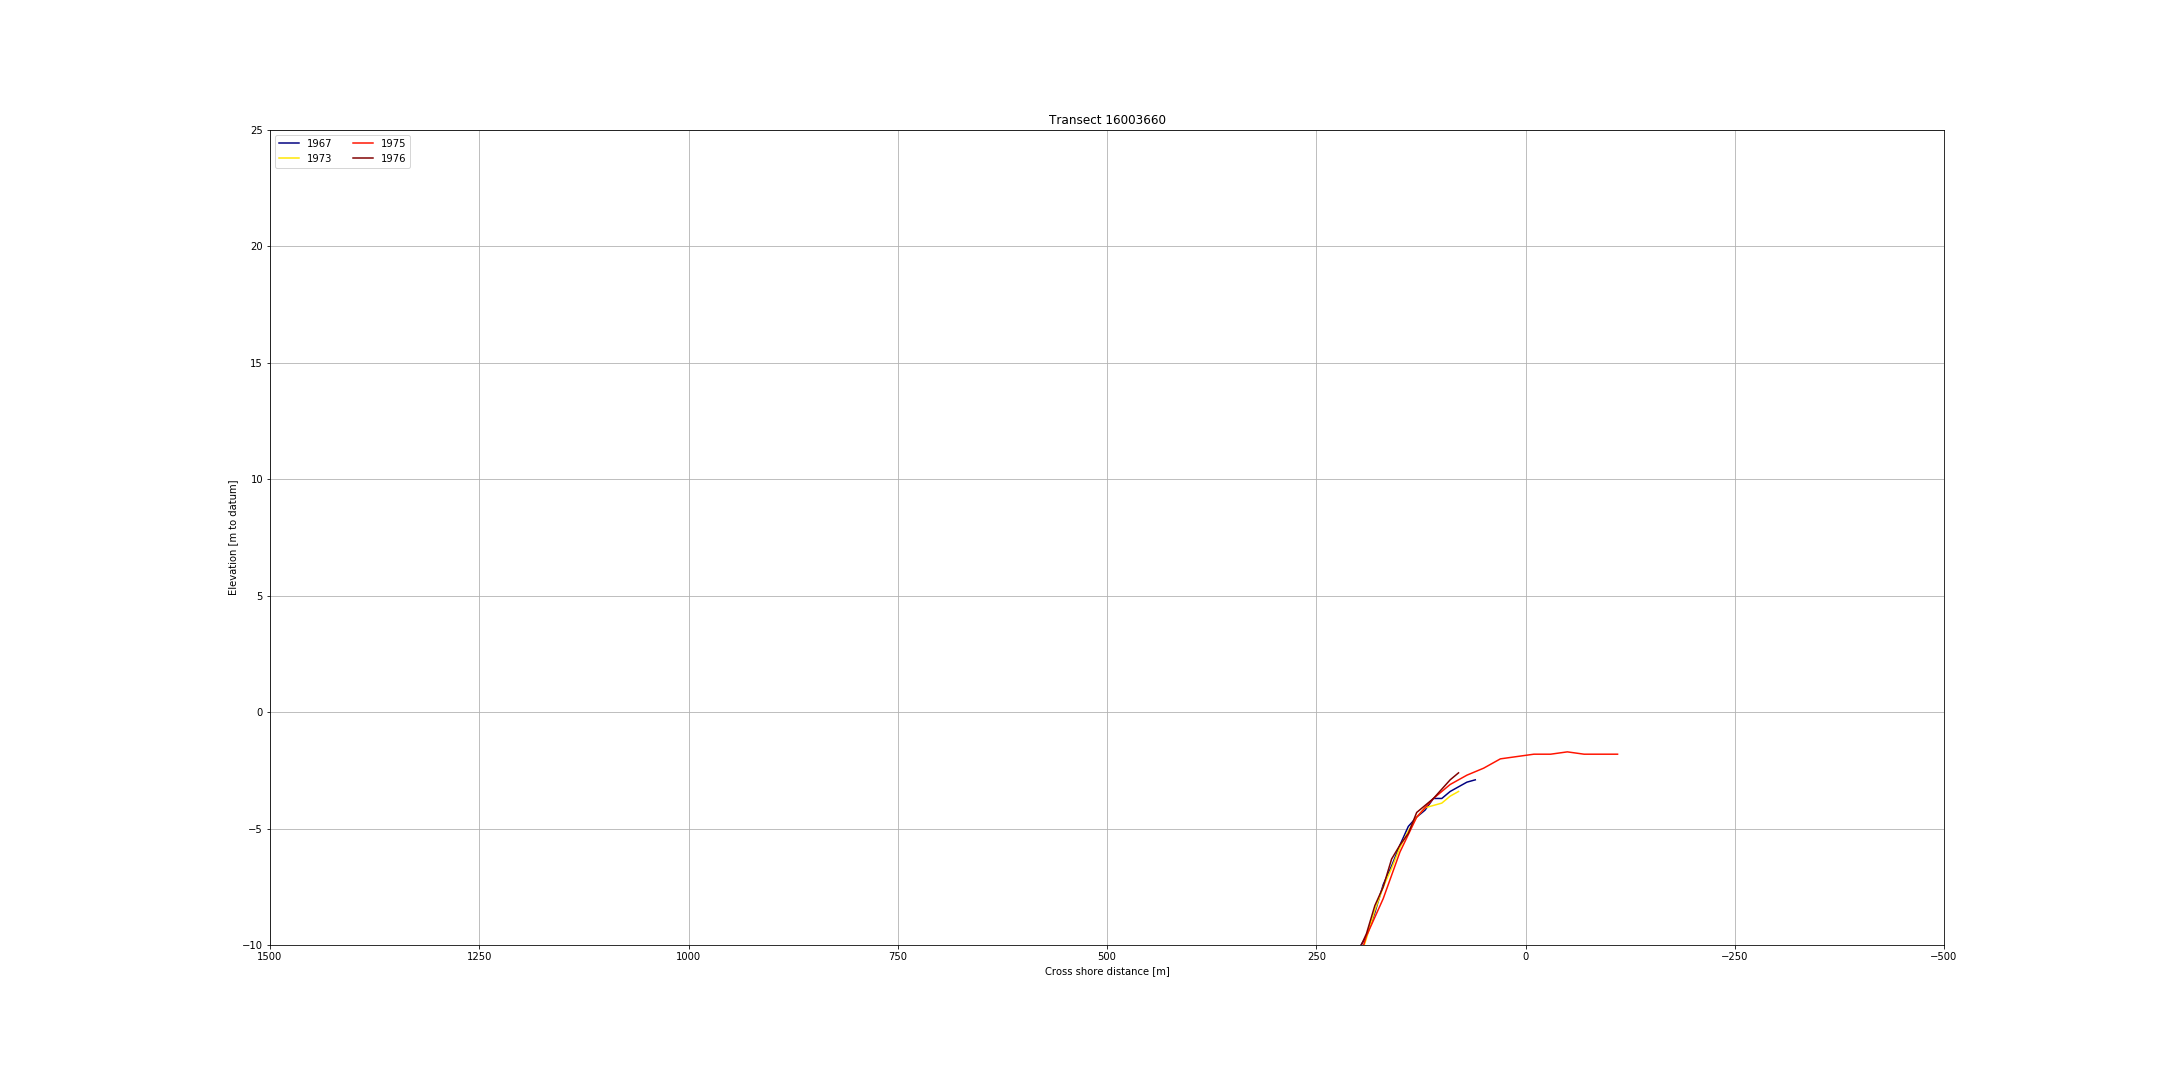 Transect 16003660
1967 1975
1973 1976
25
20
15
10
5
0
−5
−10
Elevation [m to datum]
1500 1250 1000 750 500 250 0 −250 −500
Cross shore distance [m]